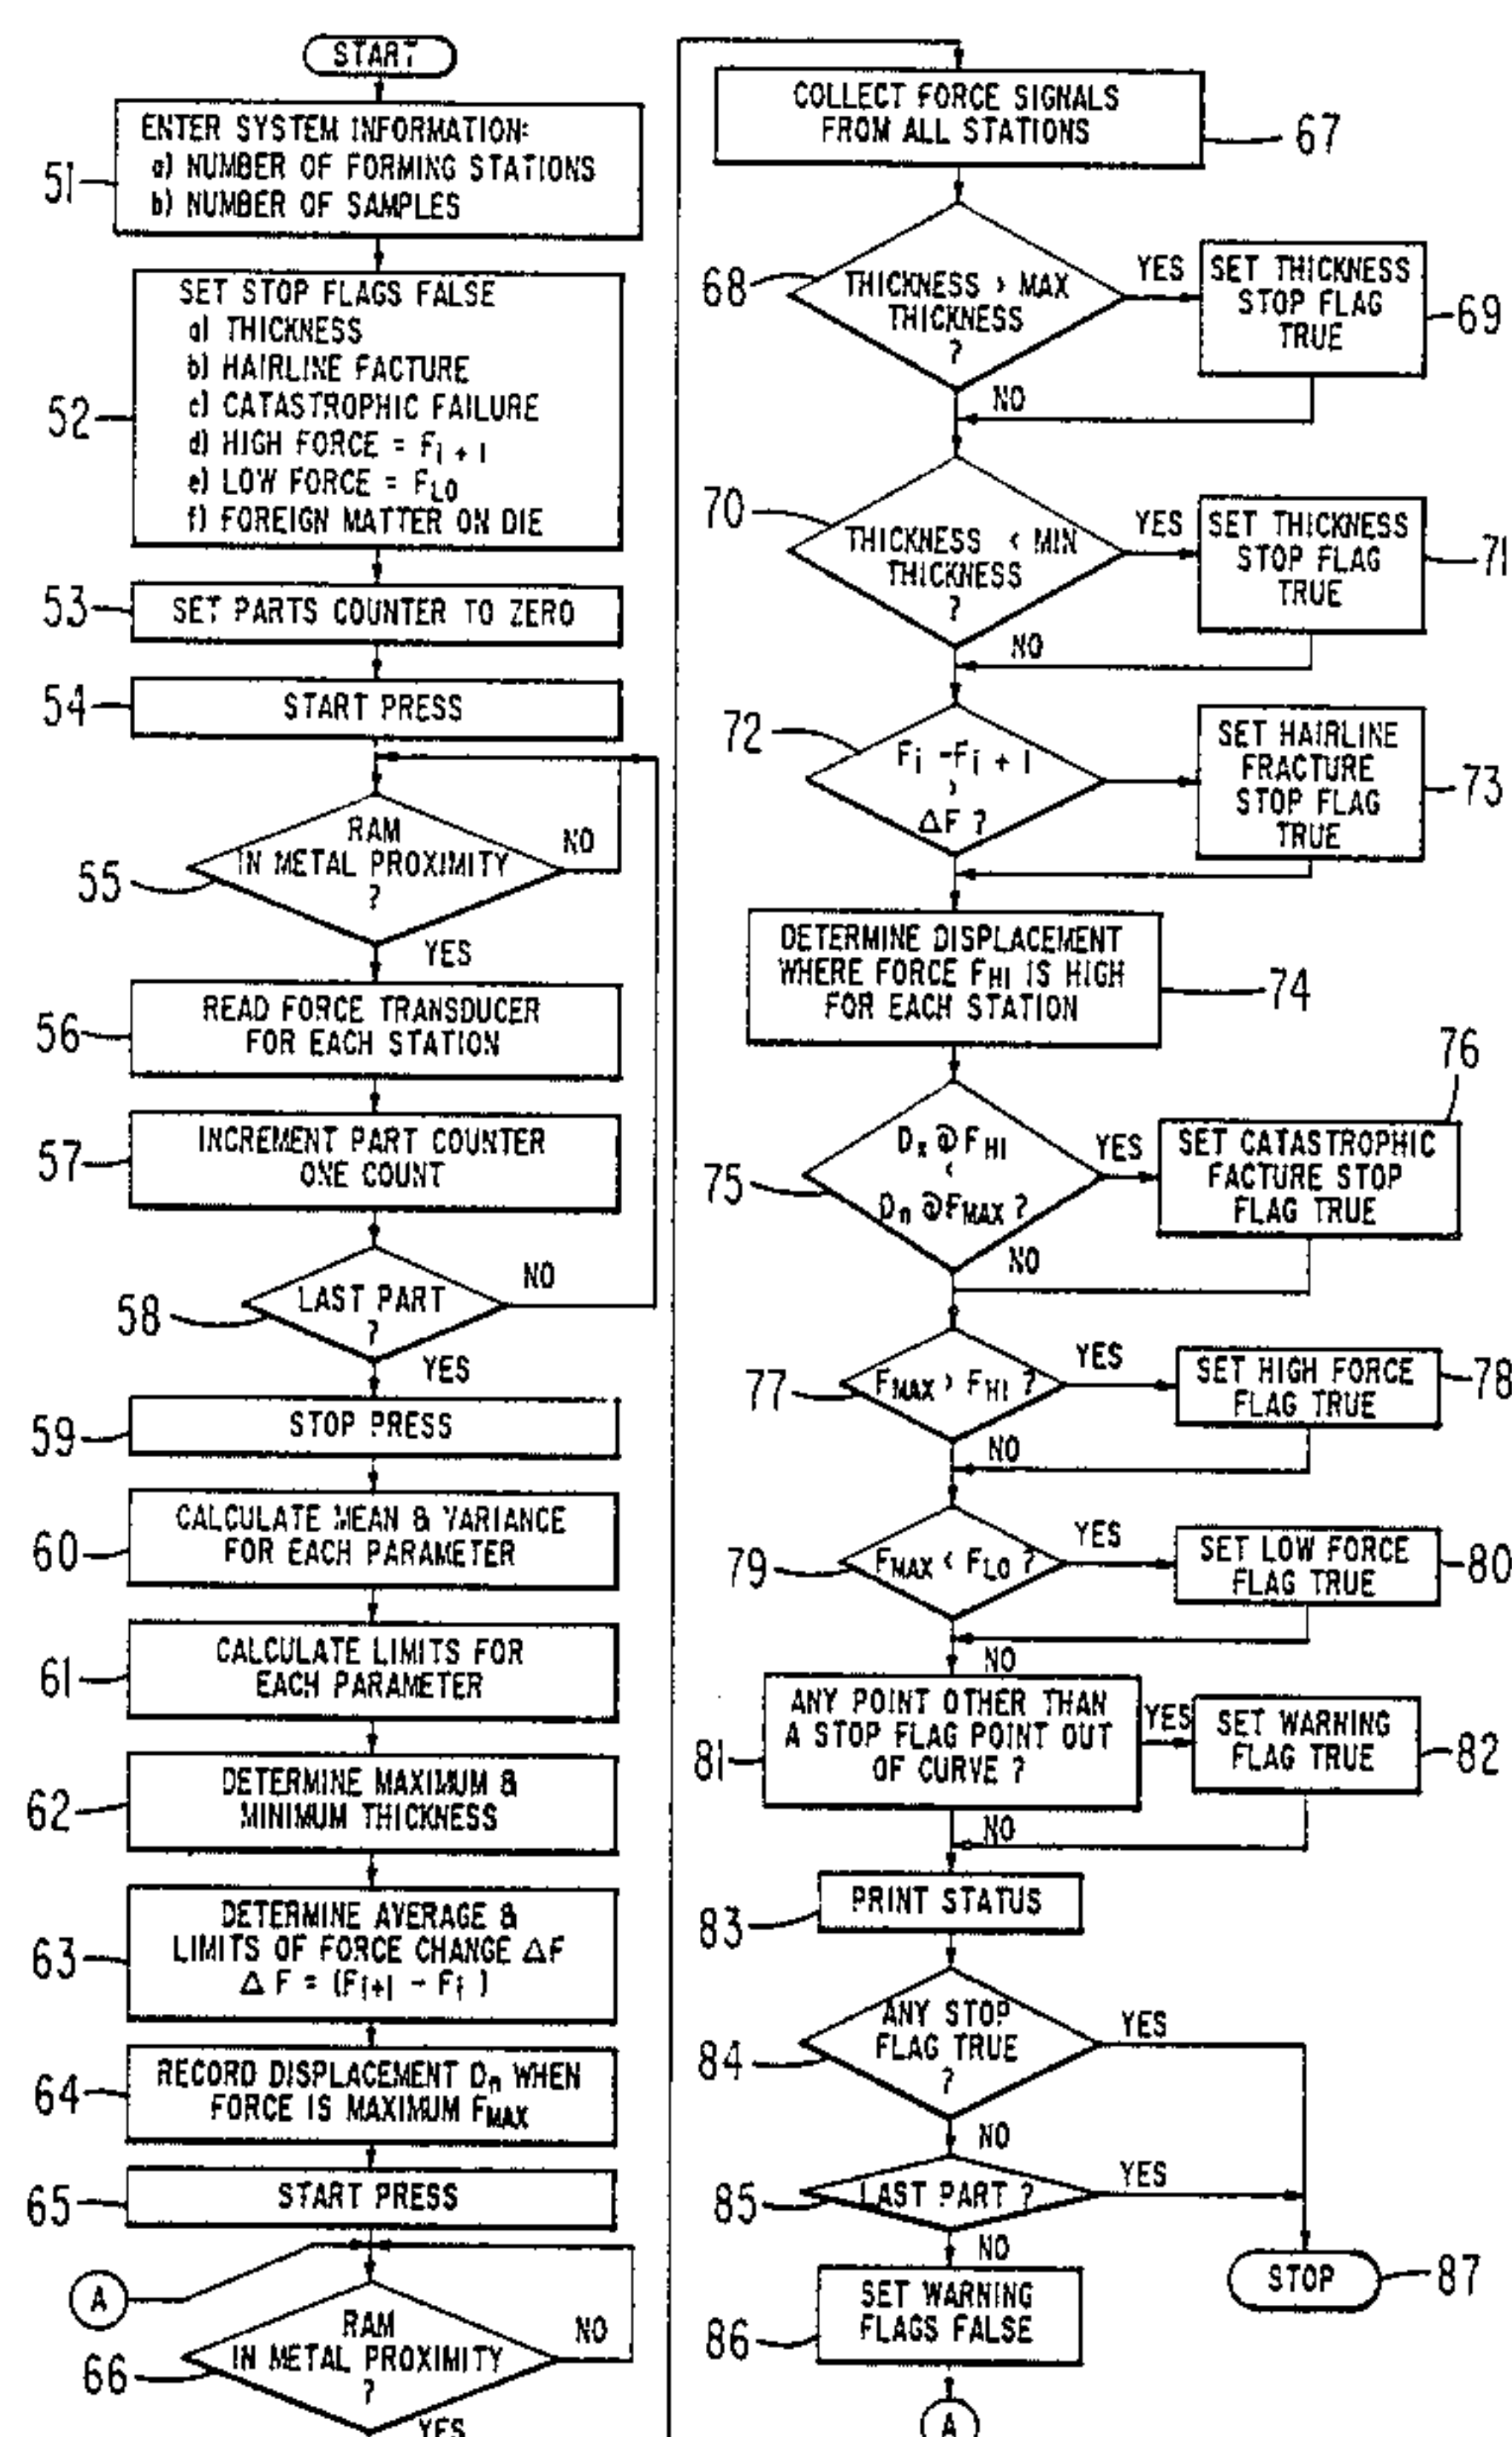 START
51
ENTER SYSTEM INFORMATION:
a) NUMBER OF FORMING STATIONS
b) NUMBER OF SAMPLES
52
SET STOP FLAGS FALSE
a) THICKNESS
b) HAIRLINE FACTURE
c) CATASTROPHIC FAILURE
d) HIGH FORCE = Fi + 1
e) LOW FORCE = FLO
f) FOREIGN MATTER ON DIE
53
SET PARTS COUNTER TO ZERO
54
START PRESS
55
RAM
IN METAL PROXIMITY
?
NO
YES
56
READ FORCE TRANSDUCER
FOR EACH STATION
57
INCREMENT PART COUNTER
ONE COUNT
58
LAST PART
?
NO
YES
59
STOP PRESS
60
CALCULATE MEAN & VARIANCE
FOR EACH PARAMETER
61
CALCULATE LIMITS FOR
EACH PARAMETER
62
DETERMINE MAXIMUM &
MINIMUM THICKNESS
63
DETERMINE AVERAGE &
LIMITS OF FORCE CHANGE ΔF
Δ F = (Fi+1 - Fi )
64
RECORD DISPLACEMENT Dn WHEN
FORCE IS MAXIMUM FMAX
65
START PRESS
A
66
RAM
IN METAL PROXIMITY
?
NO
YES
COLLECT FORCE SIGNALS
FROM ALL STATIONS
67
68
THICKNESS > MAX
THICKNESS
?
YES
NO
SET THICKNESS
STOP FLAG
TRUE
69
70
THICKNESS < MIN
THICKNESS
?
YES
NO
SET THICKNESS
STOP FLAG
TRUE
71
72
Fi -Fi + 1
>
ΔF ?
SET HAIRLINE
FRACTURE
STOP FLAG
TRUE
73
DETERMINE DISPLACEMENT
WHERE FORCE FHI IS HIGH
FOR EACH STATION
74
75
Dx @ FHI
<
Dn @FMAX ?
YES
NO
76
SET CATASTROPHIC
FACTURE STOP
FLAG TRUE
77
FMAX > FHI ?
YES
NO
SET HIGH FORCE
FLAG TRUE
78
79
FMAX < FLO ?
YES
NO
SET LOW FORCE
FLAG TRUE
80
81
ANY POINT OTHER THAN
A STOP FLAG POINT OUT
OF CURVE ?
YES
NO
SET WARNING
FLAG TRUE
82
83
PRINT STATUS
84
ANY STOP
FLAG TRUE
?
YES
NO
85
LAST PART ?
YES
NO
86
SET WARNING
FLAGS FALSE
STOP
87
A